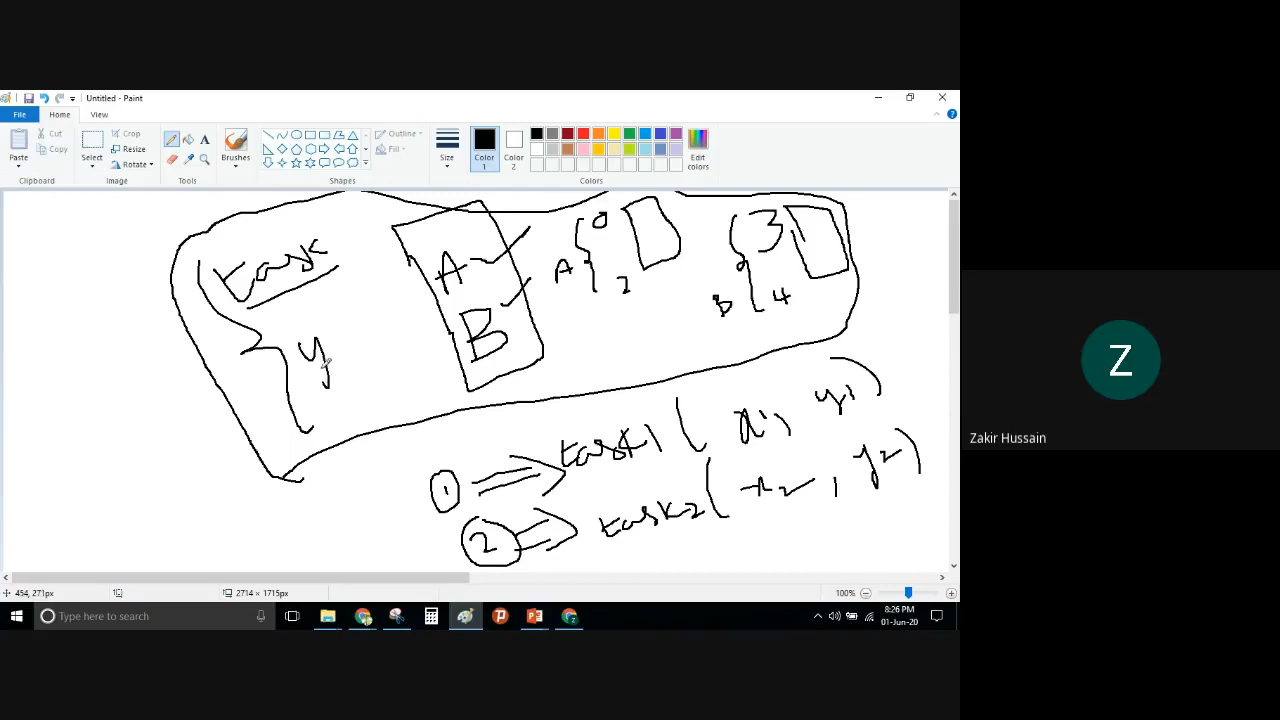 Untitled - Paint
File Home View
Cut
Copy
Paste
Clipboard
Crop
Resize
Rotate
Select
Image
Tools
Brushes
Outline
Fill
Shapes
Size
Color 1
Color 2
Edit colors
Colors
task
A
B
y
A { 0 2
B { 3 4
1 ⇒ task1 ( x1, y1 )
2 ⇒ task2 ( x2, y2 )
454, 271px
2714 × 1715px
100%
Type here to search
8:26 PM
01-Jun-20
Z
Zakir Hussain